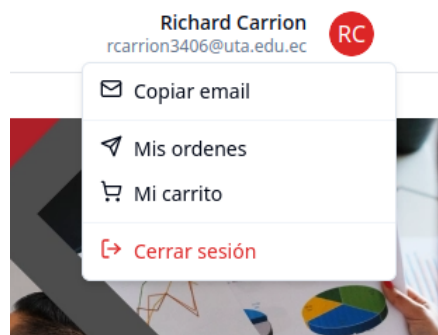 Richard Carrion
rcarrion3406@uta.edu.ec
RC
Copiar email
Mis ordenes
Mi carrito
Cerrar sesión